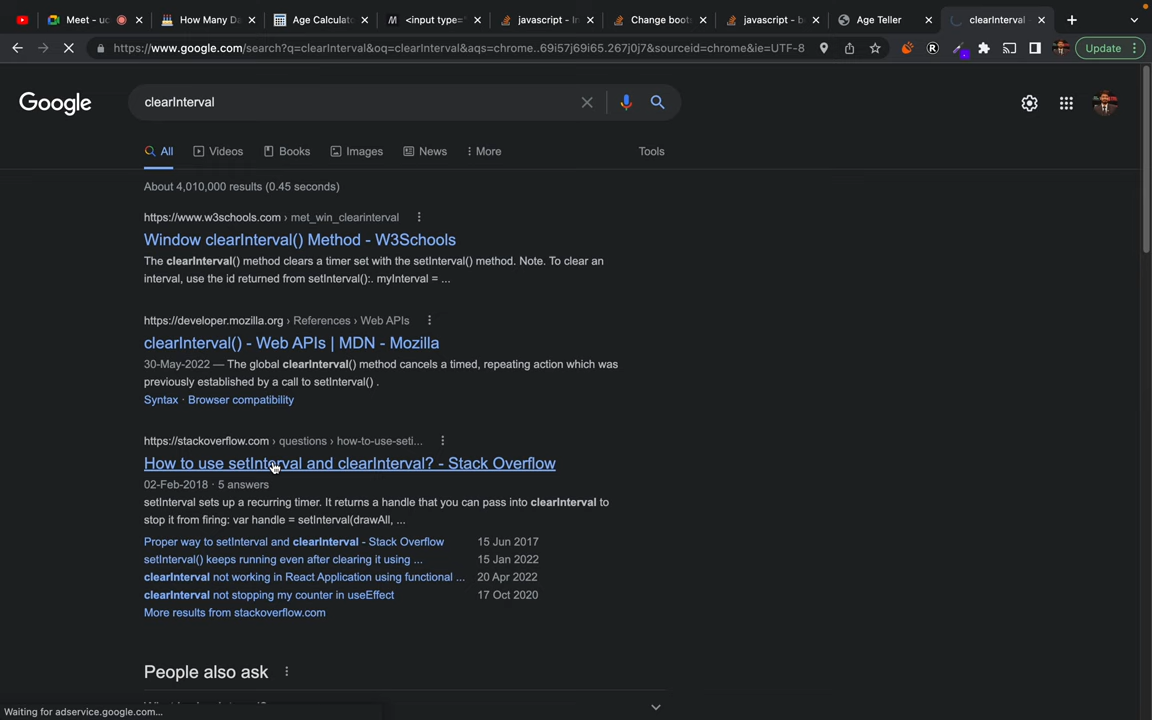 Meet - uc
How Many Da
Age Calculato
<input type="
javascript - In
Change boots
javascript - ba
Age Teller
clearInterval
https://www.google.com/search?q=clearInterval&oq=clearInterval&aqs=chrome..69i57j69i65.267j0j7&sourceid=chrome&ie=UTF-8
Update
Google
clearInterval
All
Videos
Books
Images
News
More
Tools
About 4,010,000 results (0.45 seconds)
https://www.w3schools.com › met_win_clearinterval
Window clearInterval() Method - W3Schools
The clearInterval() method clears a timer set with the setInterval() method. Note. To clear an
interval, use the id returned from setInterval():. myInterval = ...
https://developer.mozilla.org › References › Web APIs
clearInterval() - Web APIs | MDN - Mozilla
30-May-2022 — The global clearInterval() method cancels a timed, repeating action which was
previously established by a call to setInterval() .
Syntax · Browser compatibility
https://stackoverflow.com › questions › how-to-use-seti...
How to use setInterval and clearInterval? - Stack Overflow
02-Feb-2018 · 5 answers
setInterval sets up a recurring timer. It returns a handle that you can pass into clearInterval to
stop it from firing: var handle = setInterval(drawAll, ...
Proper way to setInterval and clearInterval - Stack Overflow 15 Jun 2017
setInterval() keeps running even after clearing it using ... 15 Jan 2022
clearInterval not working in React Application using functional ... 20 Apr 2022
clearInterval not stopping my counter in useEffect 17 Oct 2020
More results from stackoverflow.com
People also ask
Waiting for adservice.google.com...